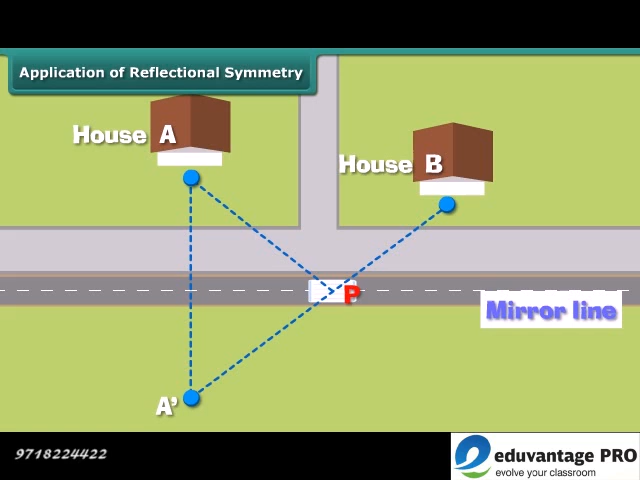 Application of Reflectional Symmetry
House A
House B
P
Mirror line
A'
9718224422
eduvantage PRO
evolve your classroom